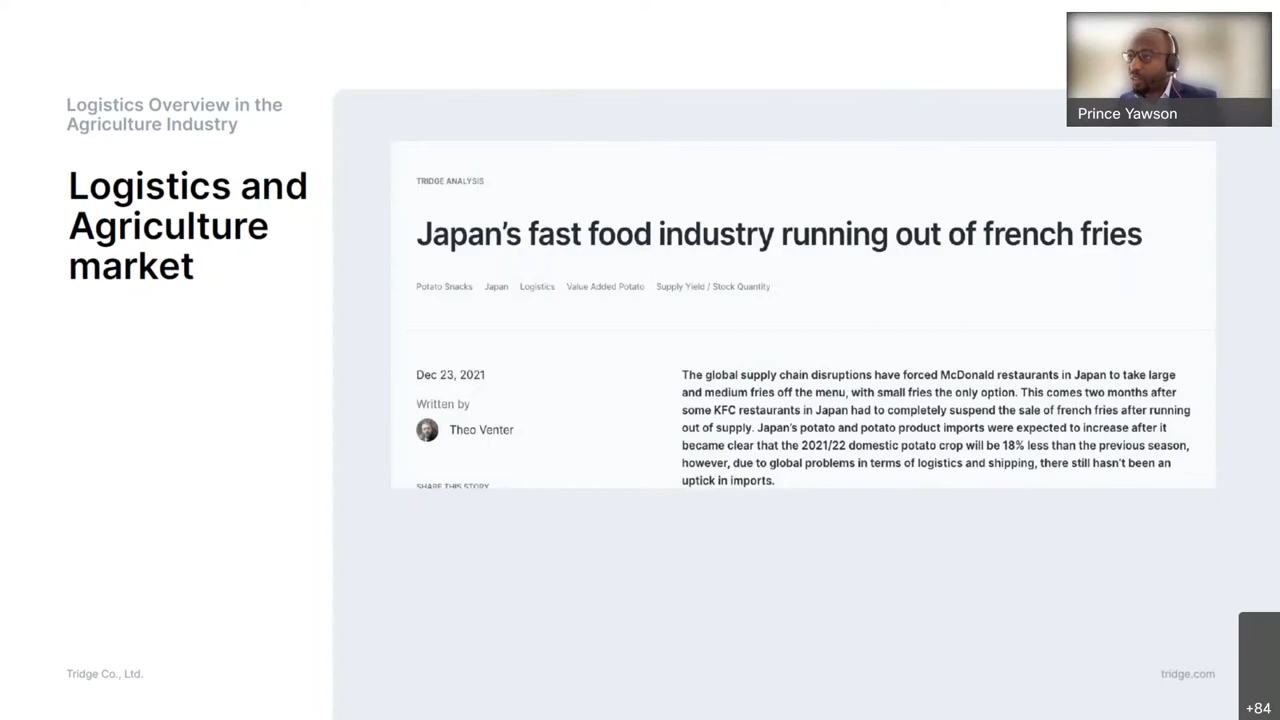 Logistics Overview in the
Agriculture Industry
Logistics and
Agriculture
market
Prince Yawson
TRIDGE ANALYSIS
Japan's fast food industry running out of french fries
Potato Snacks Japan Logistics Value Added Potato Supply Yield / Stock Quantity
Dec 23, 2021
Written by
Theo Venter
SHARE THIS STORY
The global supply chain disruptions have forced McDonald restaurants in Japan to take large
and medium fries off the menu, with small fries the only option. This comes two months after
some KFC restaurants in Japan had to completely suspend the sale of french fries after running
out of supply. Japan's potato and potato product imports were expected to increase after it
became clear that the 2021/22 domestic potato crop will be 18% less than the previous season,
however, due to global problems in terms of logistics and shipping, there still hasn't been an
uptick in imports.
Tridge Co., Ltd.
tridge.com
+84